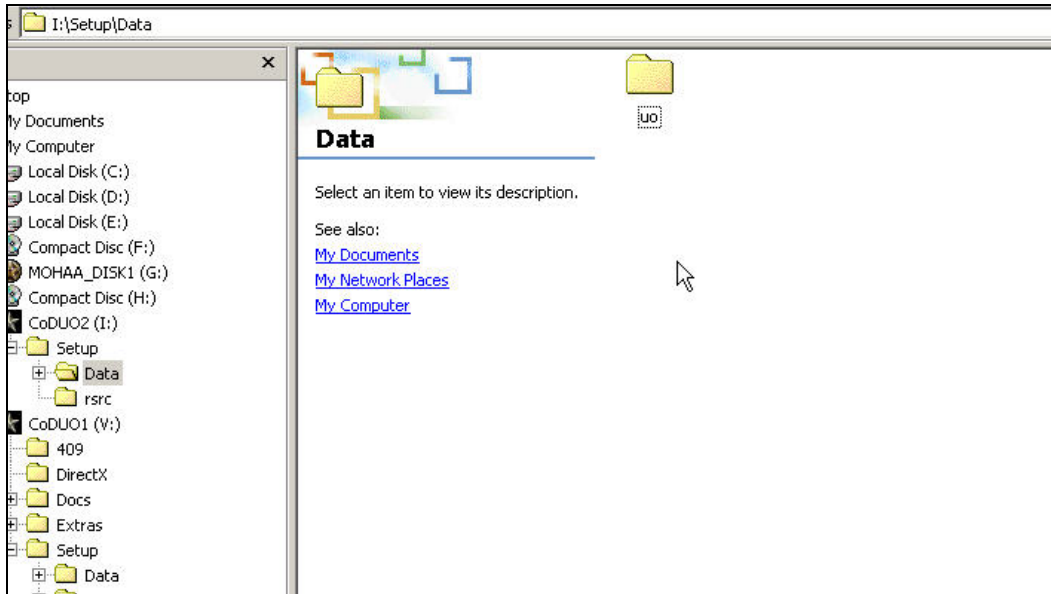 I:\Setup\Data
My Documents
My Computer
Local Disk (C:)
Local Disk (D:)
Local Disk (E:)
Compact Disc (F:)
MOHAA_DISK1 (G:)
Compact Disc (H:)
CoDUO2 (I:)
Setup
Data
rsrc
CoDUO1 (V:)
409
DirectX
Docs
Extras
Setup
Data
Data
Select an item to view its description.
See also:
My Documents
My Network Places
My Computer
uo